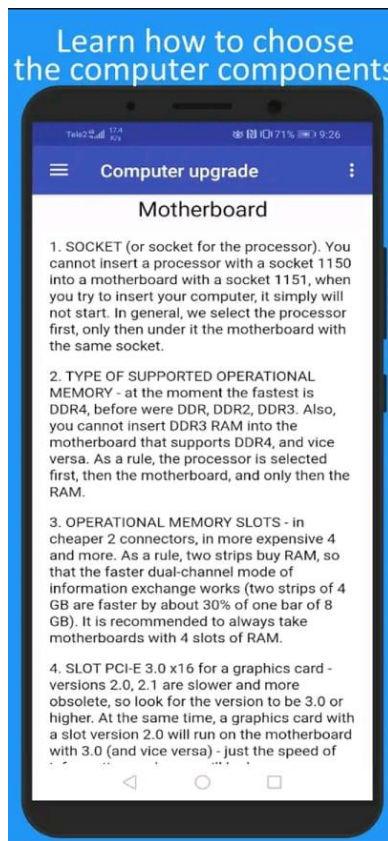 Learn how to choose
the computer components
Tele2 4G 17.4 K/s 71% 9:26
Computer upgrade
Motherboard
1. SOCKET (or socket for the processor). You
cannot insert a processor with a socket 1150
into a motherboard with a socket 1151, when
you try to insert your computer, it simply will
not start. In general, we select the processor
first, only then under it the motherboard with
the same socket.
2. TYPE OF SUPPORTED OPERATIONAL
MEMORY - at the moment the fastest is
DDR4, before were DDR, DDR2, DDR3. Also,
you cannot insert DDR3 RAM into the
motherboard that supports DDR4, and vice
versa. As a rule, the processor is selected
first, then the motherboard, and only then the
RAM.
3. OPERATIONAL MEMORY SLOTS - in
cheaper 2 connectors, in more expensive 4
and more. As a rule, two strips buy RAM, so
that the faster dual-channel mode of
information exchange works (two strips of 4
GB are faster by about 30% of one bar of 8
GB). It is recommended to always take
motherboards with 4 slots of RAM.
4. SLOT PCI-E 3.0 x16 for a graphics card -
versions 2.0, 2.1 are slower and more
obsolete, so look for the version to be 3.0 or
higher. At the same time, a graphics card with
a slot version 2.0 will run on the motherboard
with 3.0 (and vice versa) - just the speed of